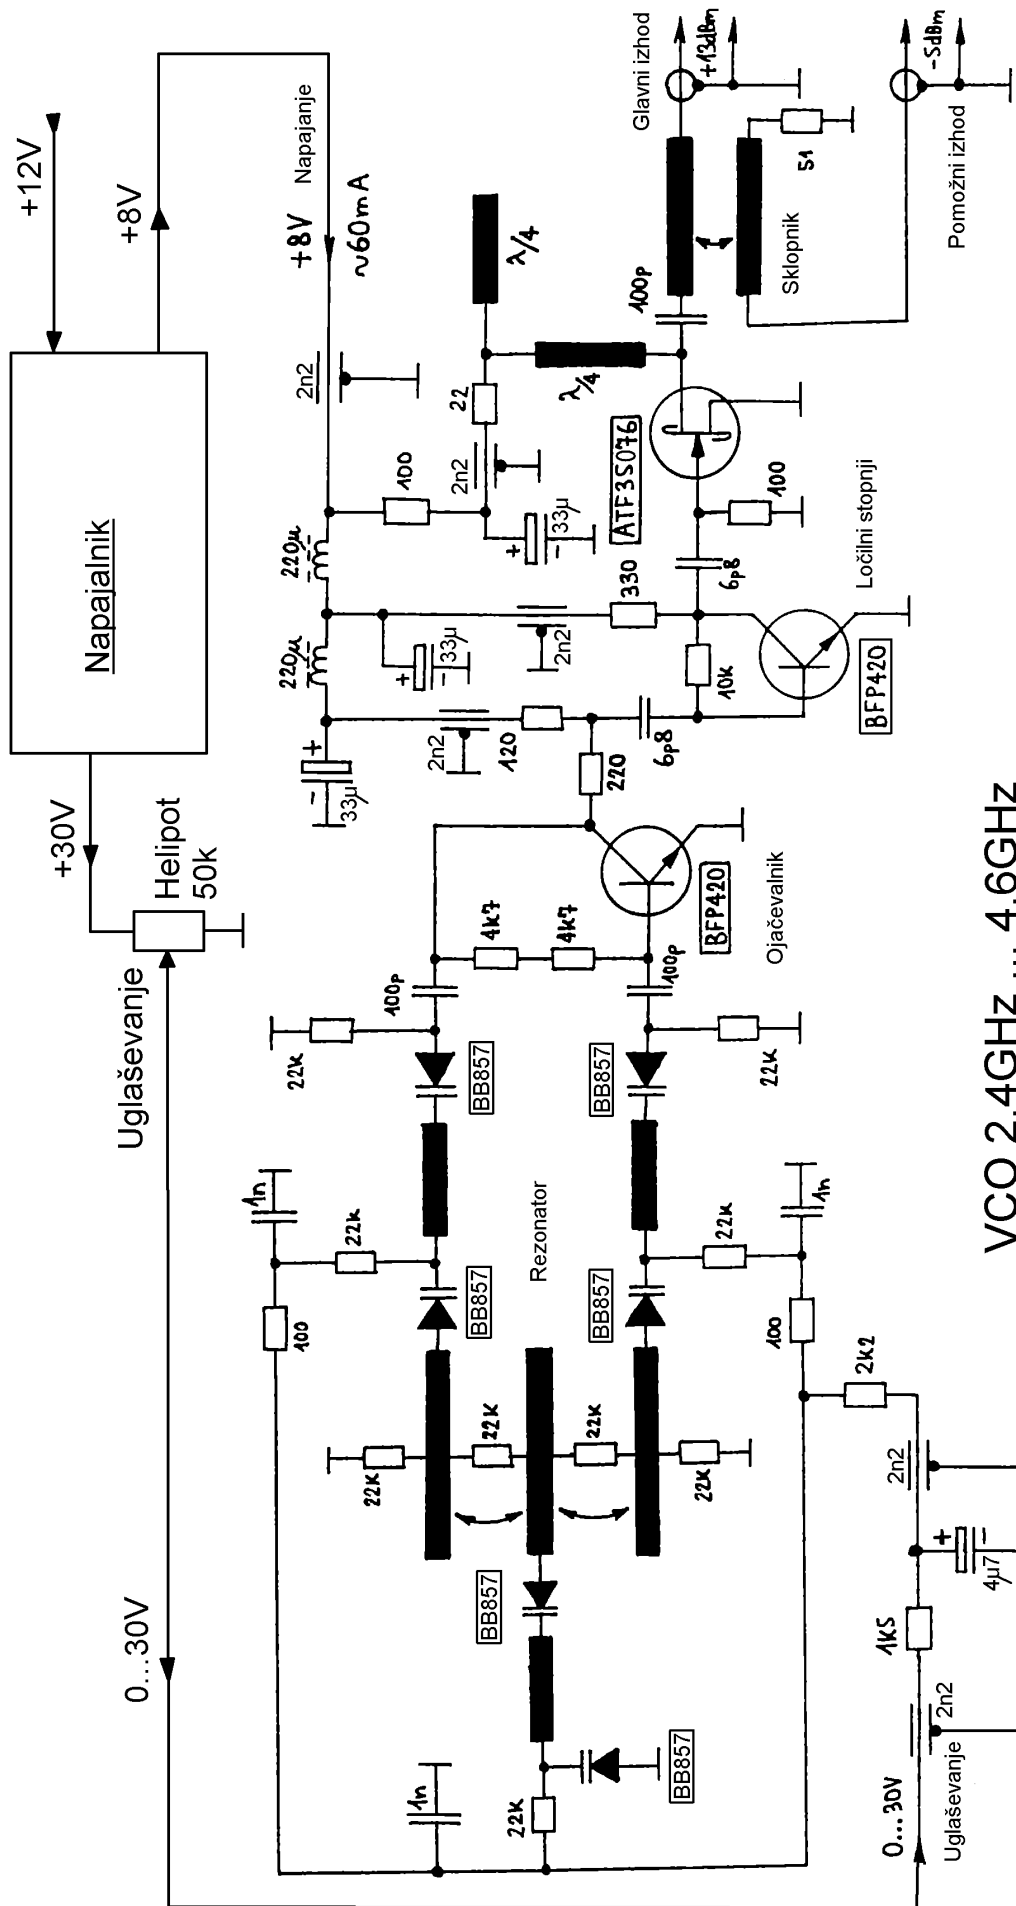 +12V
Napajalnik
+8V
+30V
Helipot
50k
Uglaševanje
0...30V
+8V
Napajanje
~60mA
2n2
100
220µ
220µ
33µ
+
-
2n2
22
λ/4
λ/4
33µ
+
-
33µ
+
-
2n2
330
2n2
120
220
6p8
10k
6p8
100
ATF35076
BFP420
Ločilni stopnji
100p
Glavni izhod
+13dBm
Sklopnik
51
-5dBm
Pomožni izhod
BFP420
Ojačevalnik
4k7
4k7
100p
100p
22k
22k
BB857
BB857
Rezonator
1n
22k
100
BB857
BB857
22k
1n
100
22k
22k
22k
22k
BB857
BB857
22k
1n
2k2
2n2
4µ7
+
-
1k5
2n2
0...30V
Uglaševanje
VCO 2.4GHz ... 4.6GHz